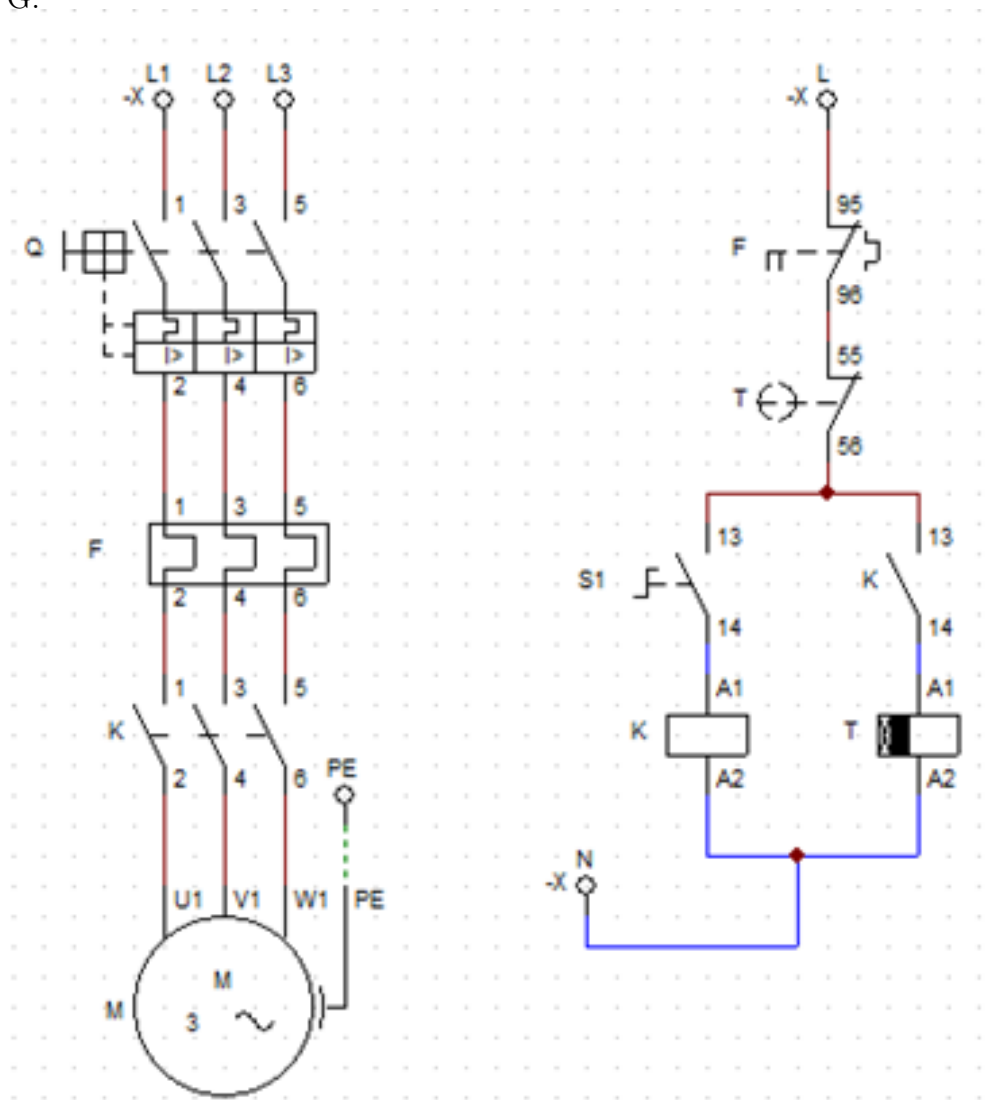 G.
L1 L2 L3
-X
1 3 5
Q
I> I> I>
2 4 6
1 3 5
F
2 4 6
1 3 5
K
2 4 6
PE
U1 V1 W1 PE
M
M
3
L
-X
95
F
96
55
T
56
13
S1
14
13
K
14
A1
K
A2
A1
T
A2
N
-X